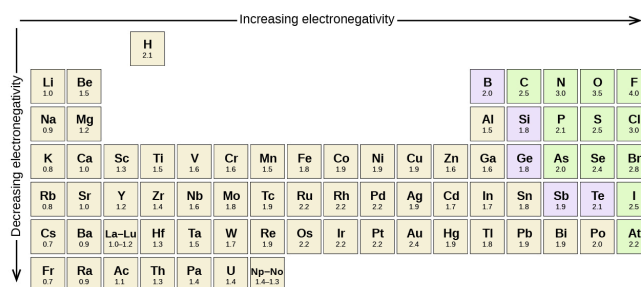 Increasing electronegativity
Decreasing electronegativity
H
2.1
Li Be B C N O F
1.0 1.5 2.0 2.5 3.0 3.5 4.0
Na Mg Al Si P S Cl
0.9 1.2 1.5 1.8 2.1 2.5 3.0
K Ca Sc Ti V Cr Mn Fe Co Ni Cu Zn Ga Ge As Se Br
0.8 1.0 1.3 1.5 1.6 1.6 1.5 1.8 1.9 1.9 1.9 1.6 1.6 1.8 2.0 2.4 2.8
Rb Sr Y Zr Nb Mo Tc Ru Rh Pd Ag Cd In Sn Sb Te I
0.8 1.0 1.2 1.4 1.6 1.8 1.9 2.2 2.2 2.2 1.9 1.7 1.7 1.8 1.9 2.1 2.5
Cs Ba La–Lu Hf Ta W Re Os Ir Pt Au Hg Tl Pb Bi Po At
0.7 0.9 1.0–1.2 1.3 1.5 1.7 1.9 2.2 2.2 2.2 2.4 1.9 1.8 1.9 1.9 2.0 2.2
Fr Ra Ac Th Pa U Np–No
0.7 0.9 1.1 1.3 1.4 1.4 1.4–1.3